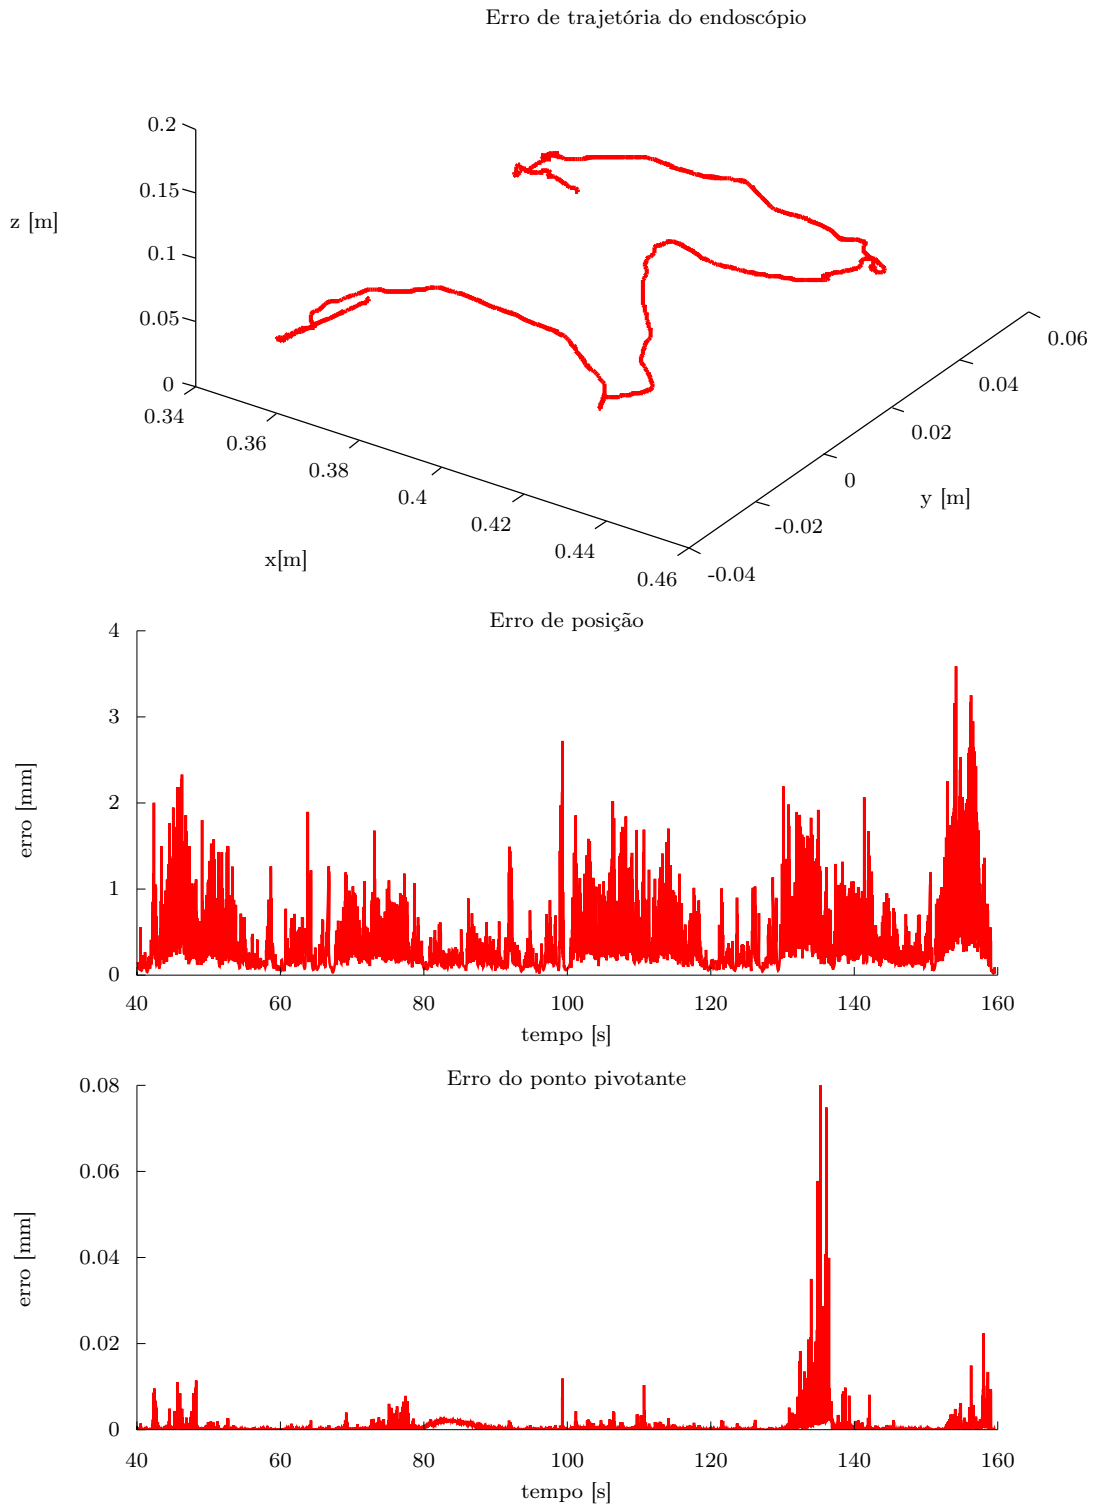 Erro de trajetória do endoscópio
0.2
0.15
z [m]
0.1
0.05
0
0.34
0.36
0.38
0.4
0.42
0.44
0.46
x[m]
0.06
0.04
0.02
0
-0.02
-0.04
y [m]
Erro de posição
4
3
2
1
0
erro [mm]
40 60 80 100 120 140 160
tempo [s]
Erro do ponto pivotante
0.08
0.06
0.04
0.02
0
erro [mm]
40 60 80 100 120 140 160
tempo [s]